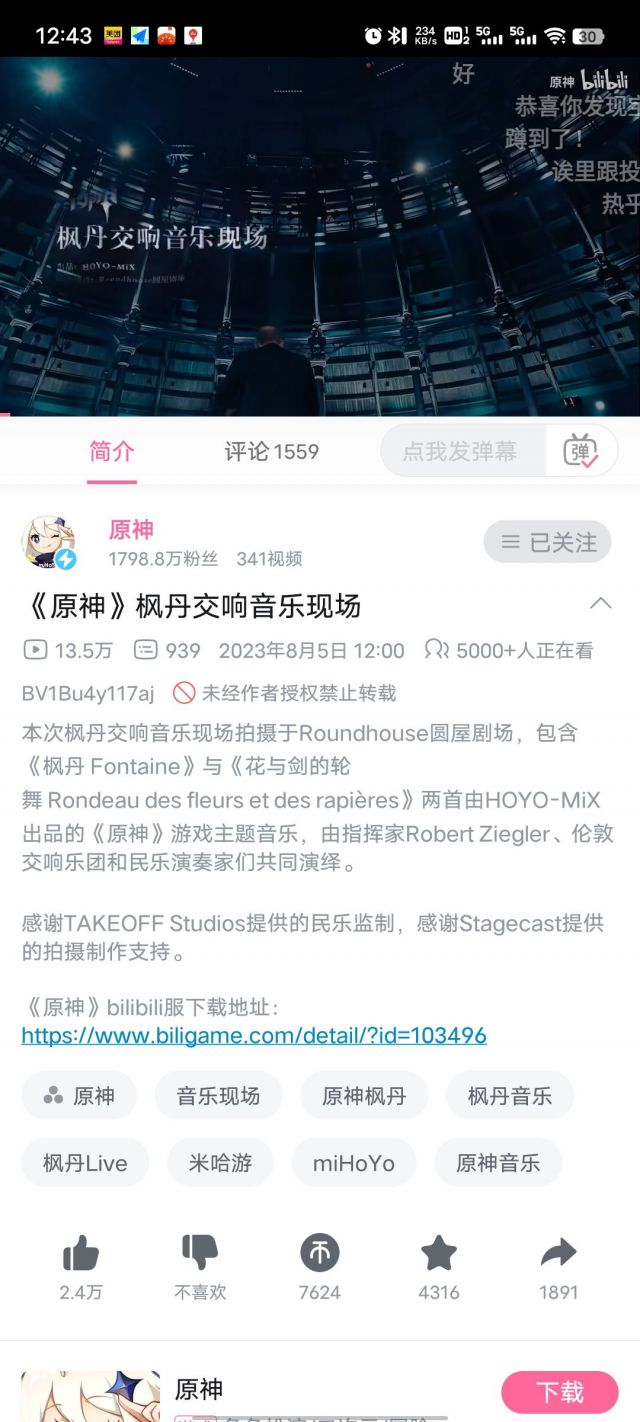 12:43
234
KB/s
HD
1
2
5G
5G
30
好
原神 bilibili
恭喜你发现宝
蹲到了!
诶里跟投
热乎
枫丹交响音乐现场
出品: HOYO-MiX
简介
评论 1559
点我发弹幕
弹
原神
1798.8万粉丝 341视频
已关注
《原神》枫丹交响音乐现场
13.5万 939 2023年8月5日 12:00 5000+人正在看
BV1Bu4y117aj 未经作者授权禁止转载
本次枫丹交响音乐现场拍摄于Roundhouse圆屋剧场，包含
《枫丹 Fontaine》与《花与剑的轮
舞 Rondeau des fleurs et des rapières》两首由HOYO-MiX
出品的《原神》游戏主题音乐，由指挥家Robert Ziegler、伦敦
交响乐团和民乐演奏家们共同演绎。
感谢TAKEOFF Studios提供的民乐监制，感谢Stagecast提供
的拍摄制作支持。
《原神》bilibili服下载地址：
https://www.biligame.com/detail/?id=103496
原神 音乐现场 原神枫丹 枫丹音乐
枫丹Live 米哈游 miHoYo 原神音乐
2.4万 不喜欢 7624 4316 1891
原神
下载